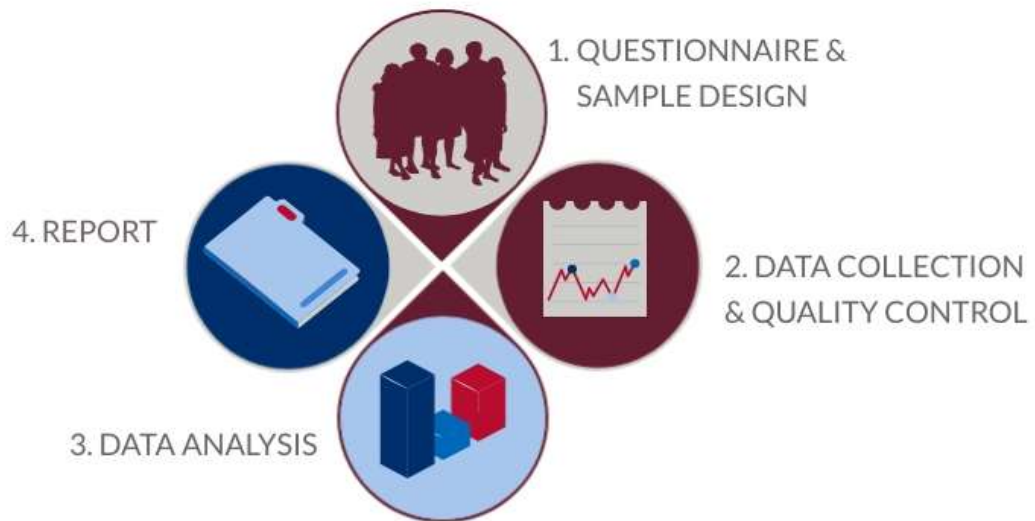 1. QUESTIONNAIRE &
SAMPLE DESIGN
2. DATA COLLECTION
& QUALITY CONTROL
3. DATA ANALYSIS
4. REPORT